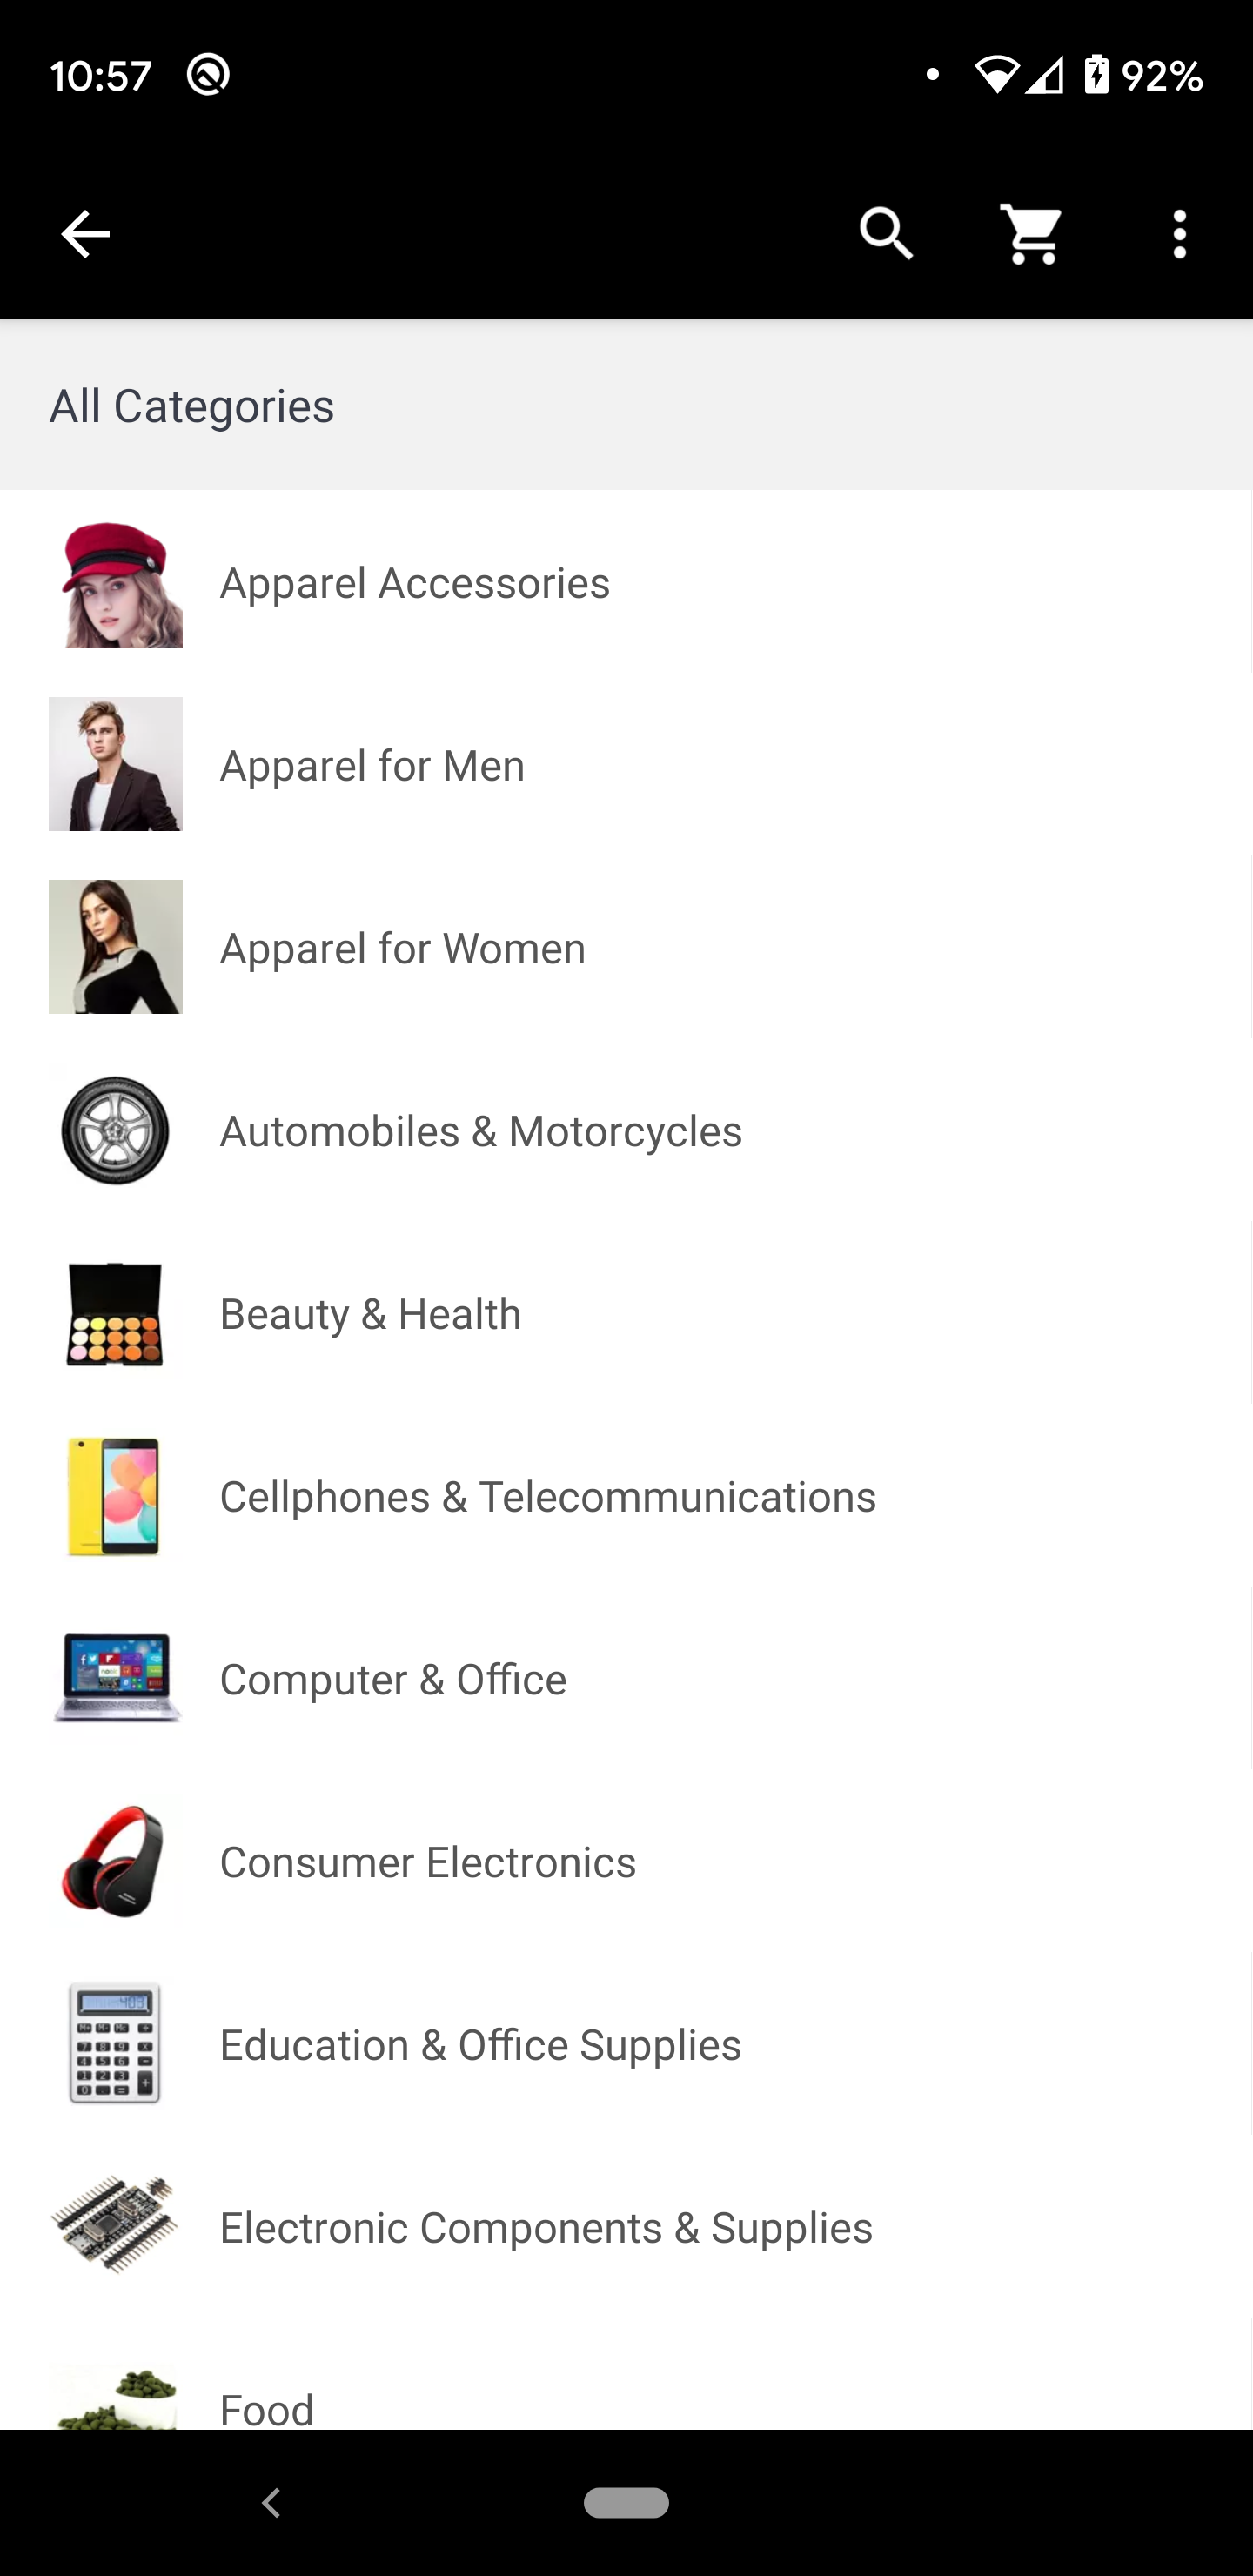 10:57 92%
All Categories
Apparel Accessories
Apparel for Men
Apparel for Women
Automobiles & Motorcycles
Beauty & Health
Cellphones & Telecommunications
Computer & Office
Consumer Electronics
Education & Office Supplies
Electronic Components & Supplies
Food